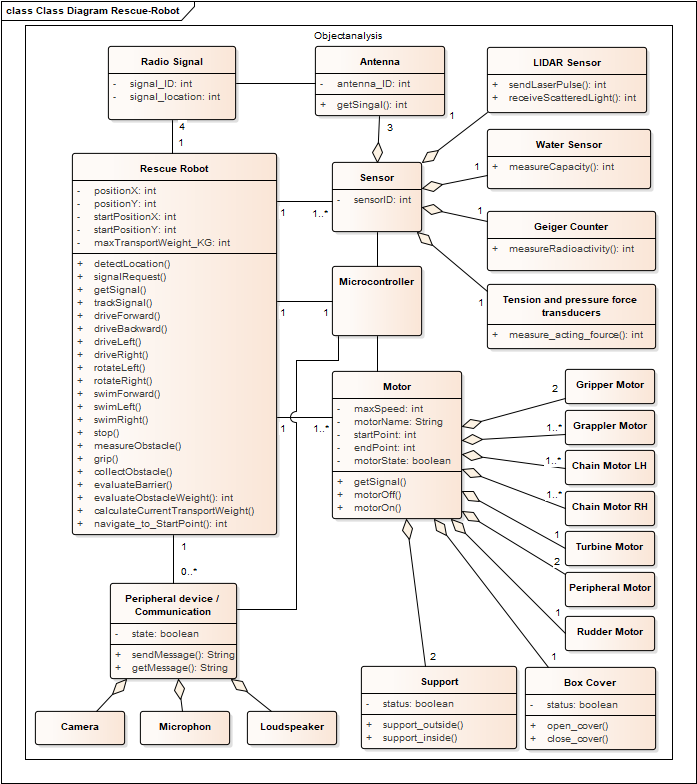 class Class Diagram Rescue-Robot
Objectanalysis
Radio Signal
- signal_ID: int
- signal_location: int
Antenna
- antenna_ID: int
+ getSingal(): int
LIDAR Sensor
+ sendLaserPulse(): int
+ receiveScatteredLight(): int
4
1
3
1
Rescue Robot
- positionX: int
- positionY: int
- startPositionX: int
- startPositionY: int
- maxTransportWeight_KG: int
+ detectLocation()
+ signalRequest()
+ getSignal()
+ trackSignal()
+ driveForward()
+ driveBackward()
+ driveLeft()
+ driveRight()
+ rotateLeft()
+ rotateRight()
+ swimForward()
+ swimLeft()
+ swimRight()
+ stop()
+ measureObstacle()
+ grip()
+ collectObstacle()
+ evaluateBarrier()
+ evaluateObstacleWeight(): int
+ calculateCurrentTransportWeight()
+ navigate_to_StartPoint(): int
1
1..*
Sensor
- sensorID: int
1
Water Sensor
+ measureCapacity(): int
1
Geiger Counter
+ measureRadioactivity(): int
1
Tension and pressure force
transducers
+ measure_acting_fource(): int
1
1
Microcontroller
1
1..*
Motor
- maxSpeed: int
- motorName: String
- startPoint: int
- endPoint: int
- motorState: boolean
+ getSignal()
+ motorOff()
+ motorOn()
2
Gripper Motor
1..*
Grappler Motor
1..*
Chain Motor LH
1..*
Chain Motor RH
1
Turbine Motor
2
Peripheral Motor
1
Rudder Motor
1
0..*
Peripheral device /
Communication
- state: boolean
+ sendMessage(): String
+ getMessage(): String
2
Support
- status: boolean
+ support_outside()
+ support_inside()
1
Box Cover
- status: boolean
+ open_cover()
+ close_cover()
Camera
Microphon
Loudspeaker